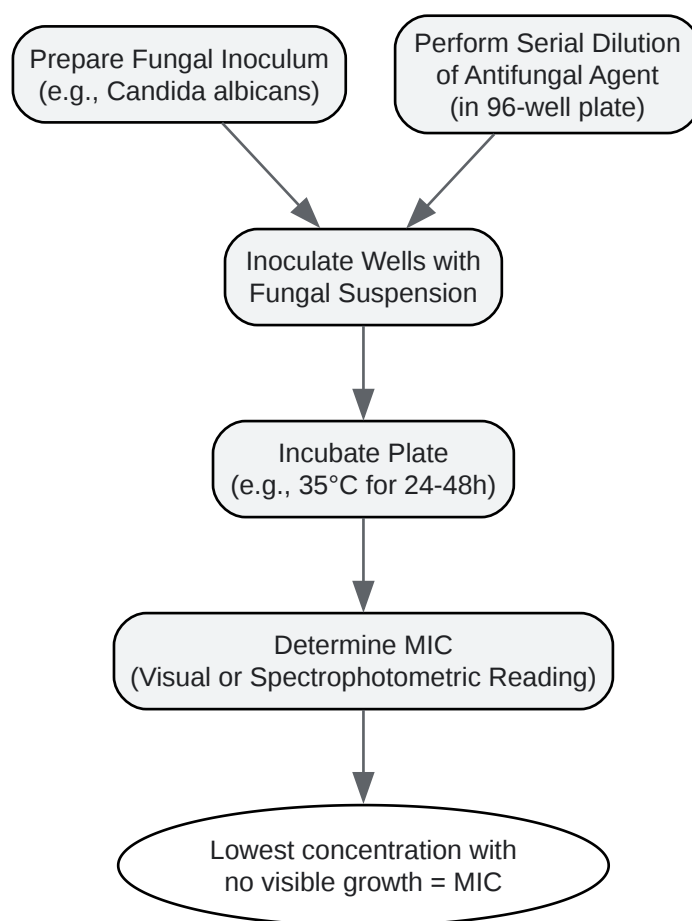 Prepare Fungal Inoculum
(e.g., Candida albicans)
Perform Serial Dilution
of Antifungal Agent
(in 96-well plate)
Inoculate Wells with
Fungal Suspension
Incubate Plate
(e.g., 35°C for 24-48h)
Determine MIC
(Visual or Spectrophotometric Reading)
Lowest concentration with
no visible growth = MIC